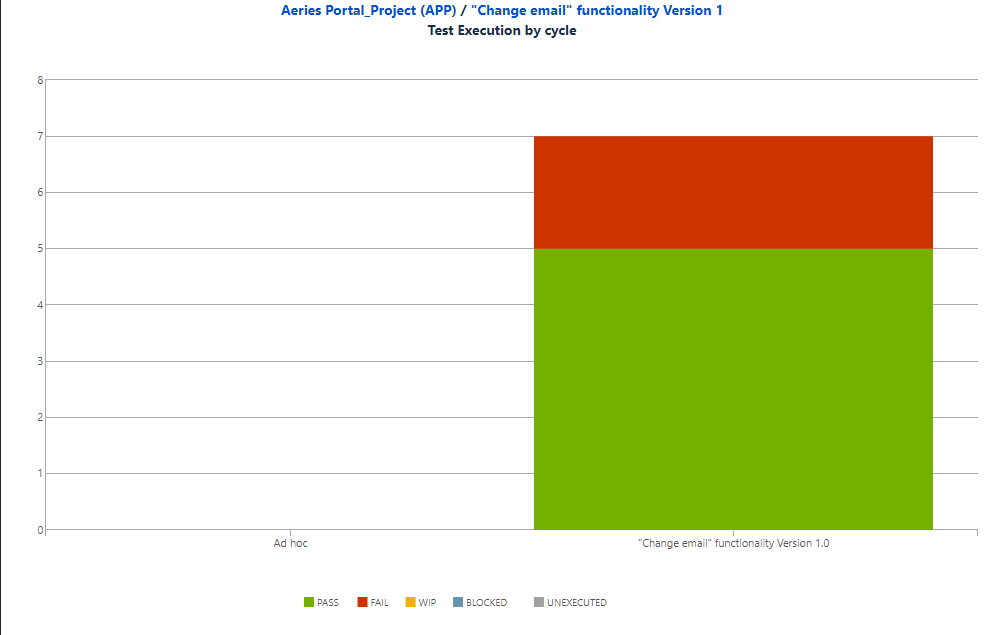 Aeries Portal_Project (APP) / "Change email" functionality Version 1
Test Execution by cycle
8
7
6
5
4
3
2
1
0
Ad hoc
"Change email" functionality Version 1.0
PASS FAIL WIP BLOCKED UNEXECUTED